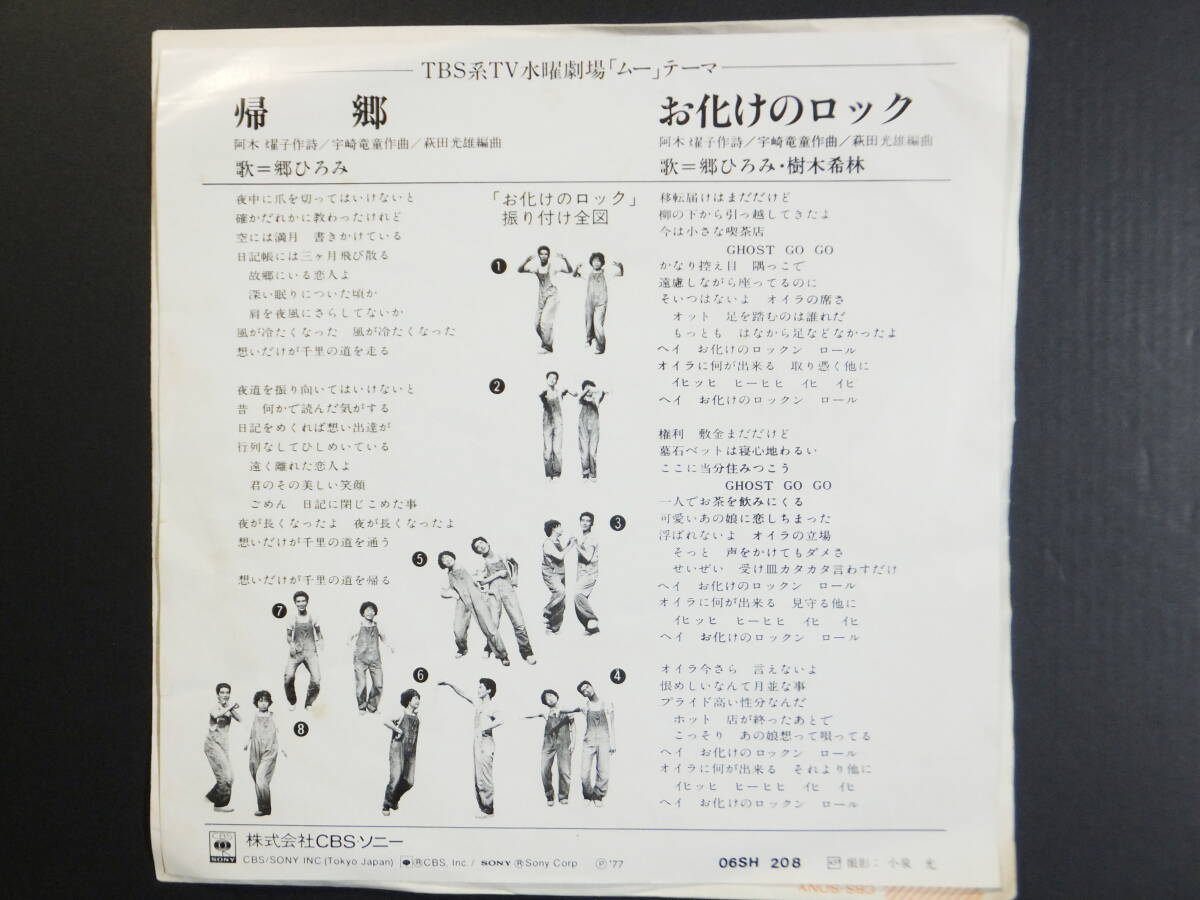 TBS系TV水曜劇場「ムー」テーマ
帰 郷
阿木 燿子作詩／宇崎竜童作曲／萩田光雄編曲
歌＝郷ひろみ
夜中に爪を切ってはいけないと
確かだれかに教わったけれど
空には満月 書きかけている
日記帳には三ヶ月飛び散る
故郷にいる恋人よ
深い眠りについた頃か
肩を夜風にさらしてないか
風が冷たくなった 風が冷たくなった
想いだけが千里の道を走る
夜道を振り向いてはいけないと
昔 何かで読んだ気がする
日記をめくれば想い出達が
行列なしてひしめいている
遠く離れた恋人よ
君のその美しい笑顔
ごめん 日記に閉じこめた事
夜が長くなったよ 夜が長くなったよ
想いだけが千里の道を通う
想いだけが千里の道を帰る
「お化けのロック」
振り付け全図
1
2
3
5
7
6
4
8
お化けのロック
阿木 燿子作詩／宇崎竜童作曲／萩田光雄編曲
歌＝郷ひろみ・樹木希林
移転届けはまだだけど
柳の下から引っ越してきたよ
今は小さな喫茶店
GHOST GO GO
かなり控え目 隅っこで
遠慮しながら座ってるのに
そいつはないよ オイラの席さ
オット 足を踏むのは誰れだ
もっとも はなから足などなかったよ
ヘイ お化けのロックン ロール
オイラに何が出来る 取り憑く他に
イヒッヒ ヒーヒヒ イヒ イヒ
ヘイ お化けのロックン ロール
権利 敷金まだだけど
墓石ベットは寝心地わるい
ここに当分住みつこう
GHOST GO GO
一人でお茶を飲みにくる
可愛いあの娘に恋しちまった
浮ばれないよ オイラの立場
そっと 声をかけてもダメさ
せいぜい 受け皿カタカタ言わすだけ
ヘイ お化けのロックン ロール
オイラに何が出来る 見守る他に
イヒッヒ ヒーヒヒ イヒ イヒ
ヘイ お化けのロックン ロール
オイラ今さら 言えないよ
恨めしいなんて月並な事
プライド高い性分なんだ
ホット 店が終ったあとで
こっそり あの娘想って唄ってる
ヘイ お化けのロックン ロール
オイラに何が出来る それより他に
イヒッヒ ヒーヒヒ イヒ イヒ
ヘイ お化けのロックン ロール
CBS
SONY
株式会社CBS・ソニー
CBS/SONY INC (Tokyo Japan) ®CBS, Inc. / SONY ®Sony Corp ℗'77
06SH 208
撮影：小泉 光
CBS/SONY